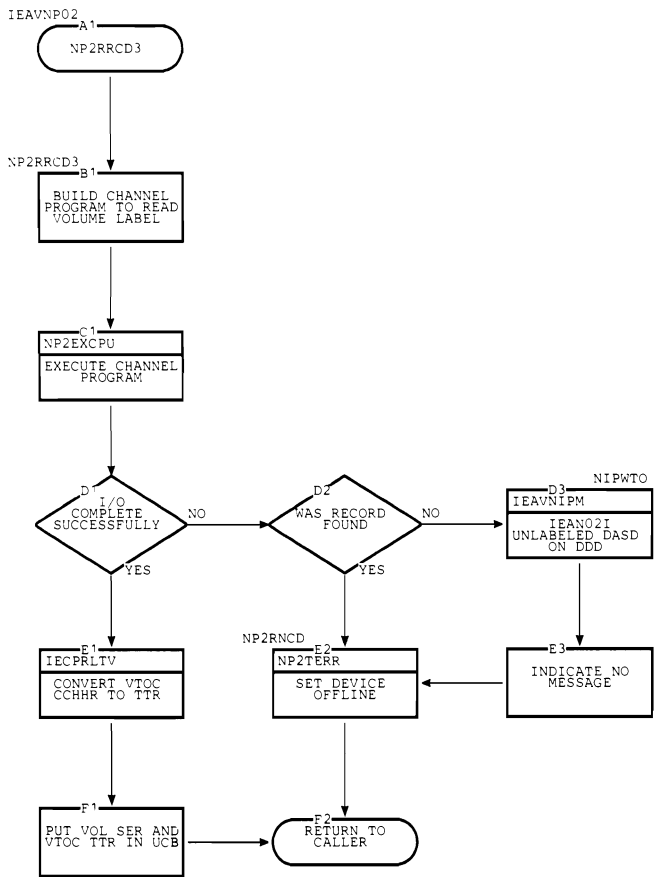 IEAVNP02
A1
NP2RRCD3
NP2RRCD3
B1
BUILD CHANNEL
PROGRAM TO READ
VOLUME LABEL
C1
NP2EXCPU
EXECUTE CHANNEL
PROGRAM
D1
I/O
COMPLETE
SUCCESSFULLY
NO
YES
D2
WAS RECORD
FOUND
NO
YES
NIPWTO
D3
IEAVNIPM
IEAN02I
UNLABELED DASD
ON DDD
E1
IECPRLTV
CONVERT VTOC
CCHHR TO TTR
NP2RNCD
E2
NP2TERR
SET DEVICE
OFFLINE
E3
INDICATE NO
MESSAGE
F1
PUT VOL SER AND
VTOC TTR IN UCB
F2
RETURN TO
CALLER